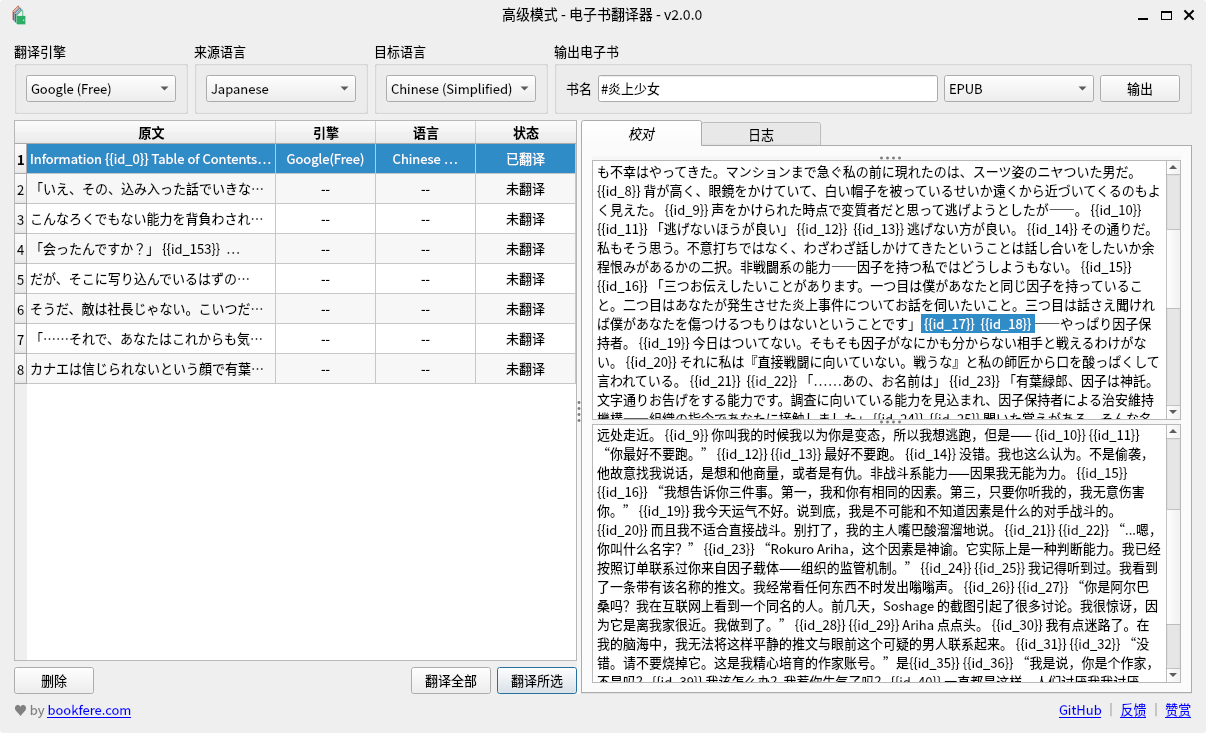 高级模式 - 电子书翻译器 - v2.0.0
翻译引擎 来源语言 目标语言 输出电子书
Google (Free) Japanese Chinese (Simplified) 书名 #炎上少女 EPUB 输出
原文 引擎 语言 状态
1 Information {{id_0}} Table of Contents... Google(Free) Chinese ... 已翻译
2 「いえ、その、込み入った話でいきな… -- -- 未翻译
3 こんなろくでもない能力を背負わされ… -- -- 未翻译
4 「会ったんですか？」 {{id_153}} … -- -- 未翻译
5 だが、そこに写り込んでいるはずの… -- -- 未翻译
6 そうだ、敵は社長じゃない。こいつだ… -- -- 未翻译
7 「……それで、あなたはこれからも気… -- -- 未翻译
8 カナエは信じられないという顔で有葉… -- -- 未翻译
校对 日志
も不幸はやってきた。マンションまで急ぐ私の前に現れたのは、スーツ姿のニヤついた男だ。
{{id_8}} 背が高く、眼鏡をかけていて、白い帽子を被っているせいか遠くから近づいてくるのもよ
く見えた。 {{id_9}} 声をかけられた時点で変質者だと思って逃げようとしたが――。 {{id_10}}
{{id_11}} 「逃げないほうが良い」 {{id_12}} {{id_13}} 逃げない方が良い。 {{id_14}} その通りだ。
私もそう思う。不意打ちではなく、わざわざ話しかけてきたということは話し合いをしたいか余
程恨みがあるかの二択。非戦闘系の能力――因子を持つ私ではどうしようもない。 {{id_15}}
{{id_16}} 「三つお伝えしたいことがあります。一つ目は僕があなたと同じ因子を持っているこ
と。二つ目はあなたが発生させた炎上事件についてお話を伺いたいこと。三つ目は話さえ聞けれ
ば僕があなたを傷つけるつもりはないということです」 {{id_17}} {{id_18}} ――やっぱり因子保
持者。 {{id_19}} 今日はついてない。そもそも因子がなにかも分からない相手と戦えるわけがな
い。 {{id_20}} それに私は『直接戦闘に向いていない。戦うな』と私の師匠から口を酸っぱくして
言われている。 {{id_21}} {{id_22}} 「……あの、お名前は」 {{id_23}} 「有葉緑郎、因子は神託。
文字通りお告げをする能力です。調査に向いている能力を見込まれ、因子保持者による治安維持
機構――組織の指令であなたに接触しました」 {{id_24}} {{id_25}} 聞いた覚えがある。そんな名
远处走近。 {{id_9}} 你叫我的时候我以为你是变态，所以我想逃跑，但是—— {{id_10}} {{id_11}}
“你最好不要跑。” {{id_12}} {{id_13}} 最好不要跑。 {{id_14}} 没错。我也这么认为。不是偷袭，
他故意找我说话，是想和他商量，或者是有仇。非战斗系能力——因果我无能为力。 {{id_15}}
{{id_16}} “我想告诉你三件事。第一，我和你有相同的因素。第三，只要你听我的，我无意伤害
你。” {{id_19}} 我今天运气不好。说到底，我是不可能和不知道因素是什么的对手战斗的。
{{id_20}} 而且我不适合直接战斗。别打了，我的主人嘴巴酸溜溜地说。 {{id_21}} {{id_22}} “...嗯，
你叫什么名字？” {{id_23}} “Rokuro Ariha，这个因素是神谕。它实际上是一种判断能力。我已经
按照订单联系过你来自因子载体——组织的监管机制。” {{id_24}} {{id_25}} 我记得听到过。我看到
了一条带有该名称的推文。我经常看任何东西不时发出嗡嗡声。 {{id_26}} {{id_27}} “你是阿尔巴
桑吗？我在互联网上看到一个同名的人。前几天，Soshage 的截图引起了很多讨论。我很惊讶，因
为它是离我家很近。我做到了。” {{id_28}} {{id_29}} Ariha 点点头。 {{id_30}} 我有点迷路了。在
我的脑海中，我无法将这样平静的推文与眼前这个可疑的男人联系起来。 {{id_31}} {{id_32}} “没
错。请不要烧掉它。这是我精心培育的作家账号。”是{{id_35}} {{id_36}} “我是说，你是个作家，
删除 翻译全部 翻译所选
by bookfere.com GitHub | 反馈 | 赞赏